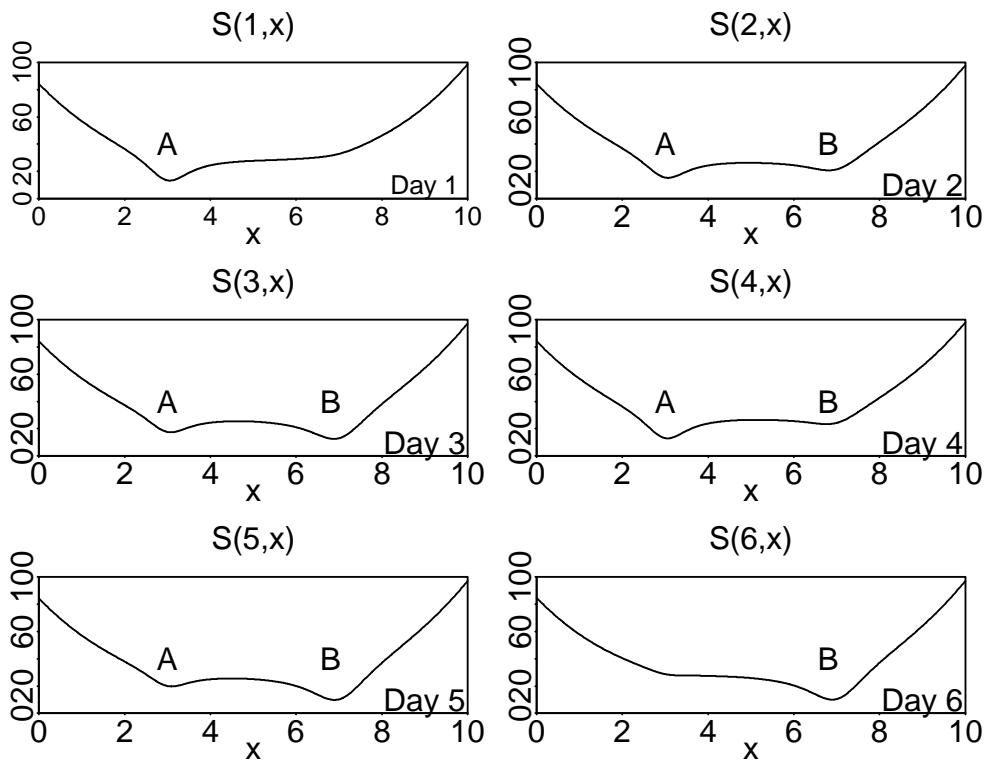 S(1,x)
100
60
20
0
A
Day 1
0 2 4 6 8 10
x
S(2,x)
100
60
20
0
A B
Day 2
0 2 4 6 8 10
x
S(3,x)
100
60
20
0
A B
Day 3
0 2 4 6 8 10
x
S(4,x)
100
60
20
0
A B
Day 4
0 2 4 6 8 10
x
S(5,x)
100
60
20
0
A B
Day 5
0 2 4 6 8 10
x
S(6,x)
100
60
20
0
B
Day 6
0 2 4 6 8 10
x